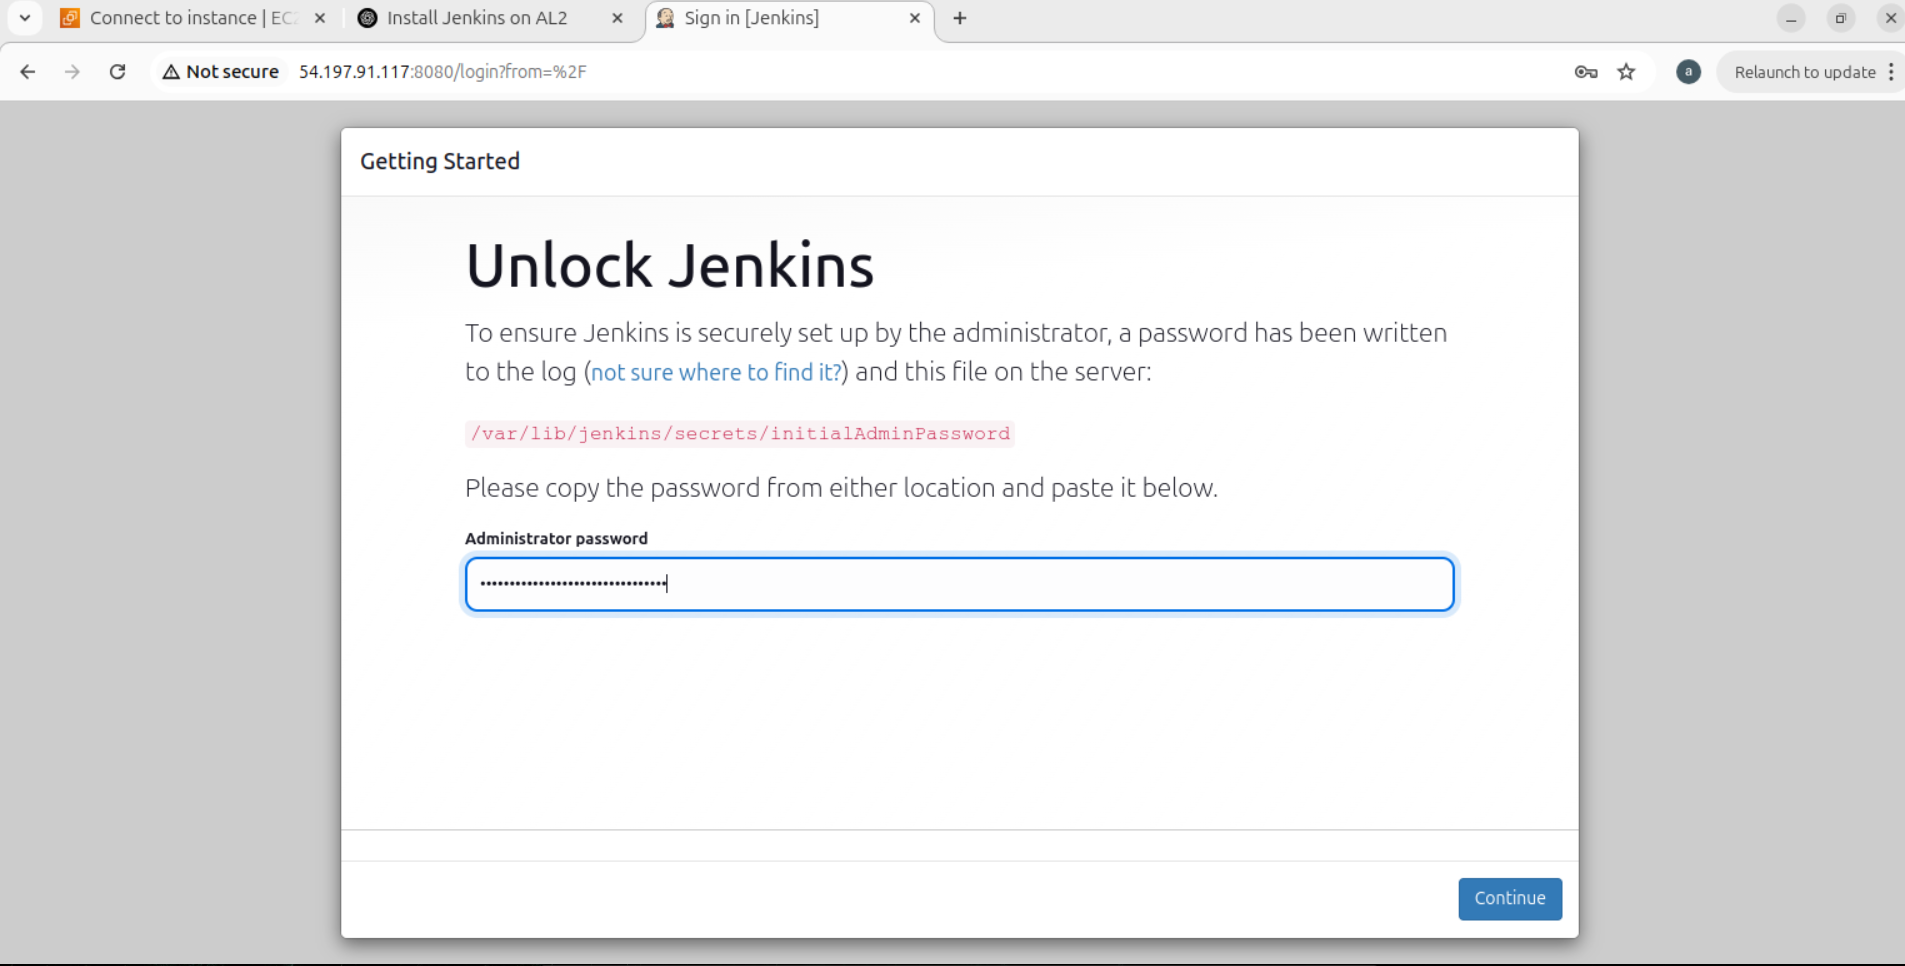 Connect to instance | EC2
Install Jenkins on AL2
Sign in [Jenkins]
Not secure
54.197.91.117:8080/login?from=%2F
a
Relaunch to update
Getting Started
Unlock Jenkins
To ensure Jenkins is securely set up by the administrator, a password has been written
to the log (not sure where to find it?) and this file on the server:
/var/lib/jenkins/secrets/initialAdminPassword
Please copy the password from either location and paste it below.
Administrator password
••••••••••••••••••••••••••••••••
Continue